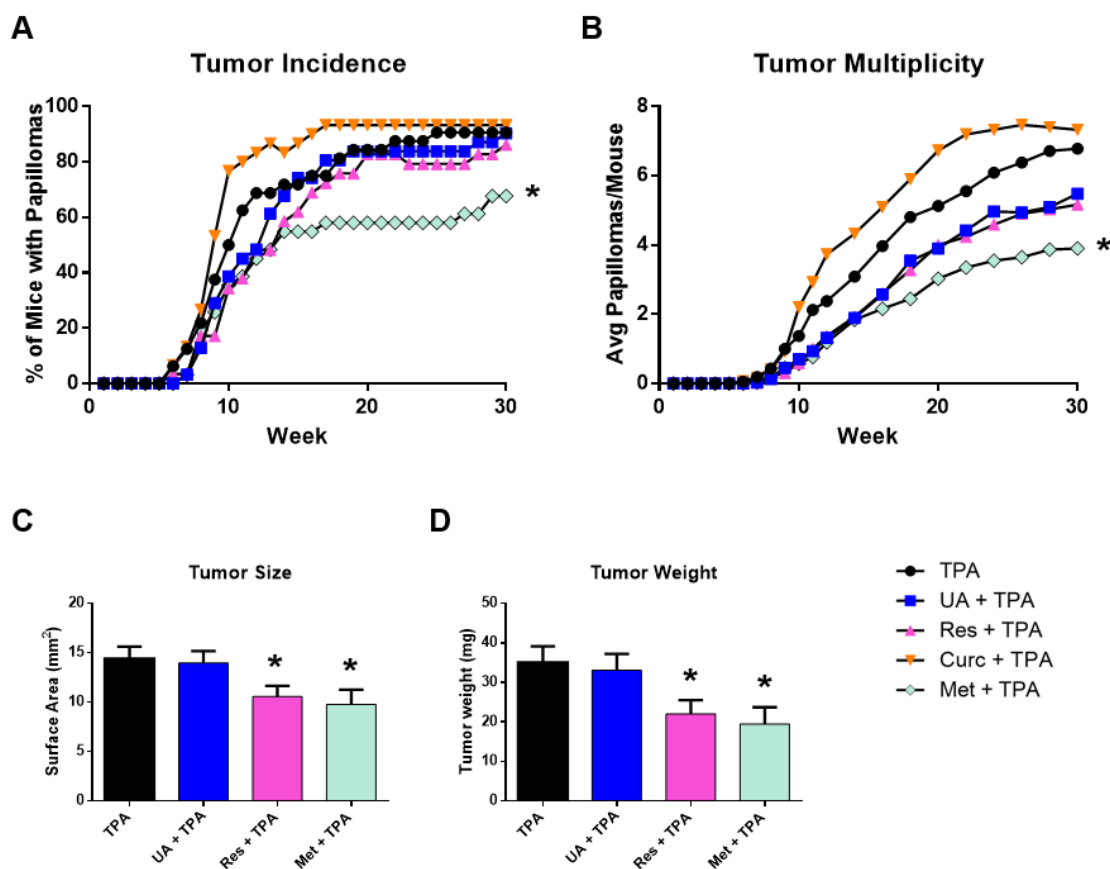 A
Tumor Incidence
% of Mice with Papillomas
100
80
60
40
20
0
*
0 10 20 30
Week
B
Tumor Multiplicity
Avg Papillomas/Mouse
8
6
4
2
0
*
0 10 20 30
Week
C
Tumor Size
Surface Area (mm²)
20
15
10
5
0
* *
TPA
UA + TPA
Res + TPA
Met + TPA
D
Tumor Weight
Tumor weight (mg)
50
40
30
20
10
0
* *
TPA
UA + TPA
Res + TPA
Met + TPA
TPA
UA + TPA
Res + TPA
Curc + TPA
Met + TPA